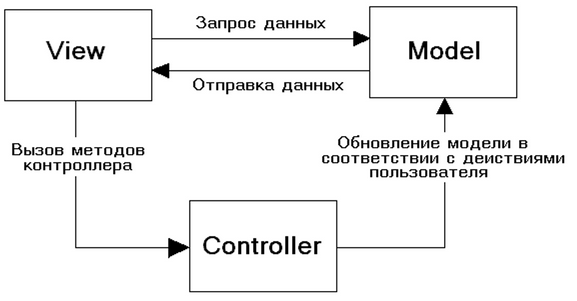 Запрос данных
View
Model
Отправка данных
Вызов методов
контроллера
Обновление модели в
соответствии с деиствиями
пользователя
Controller